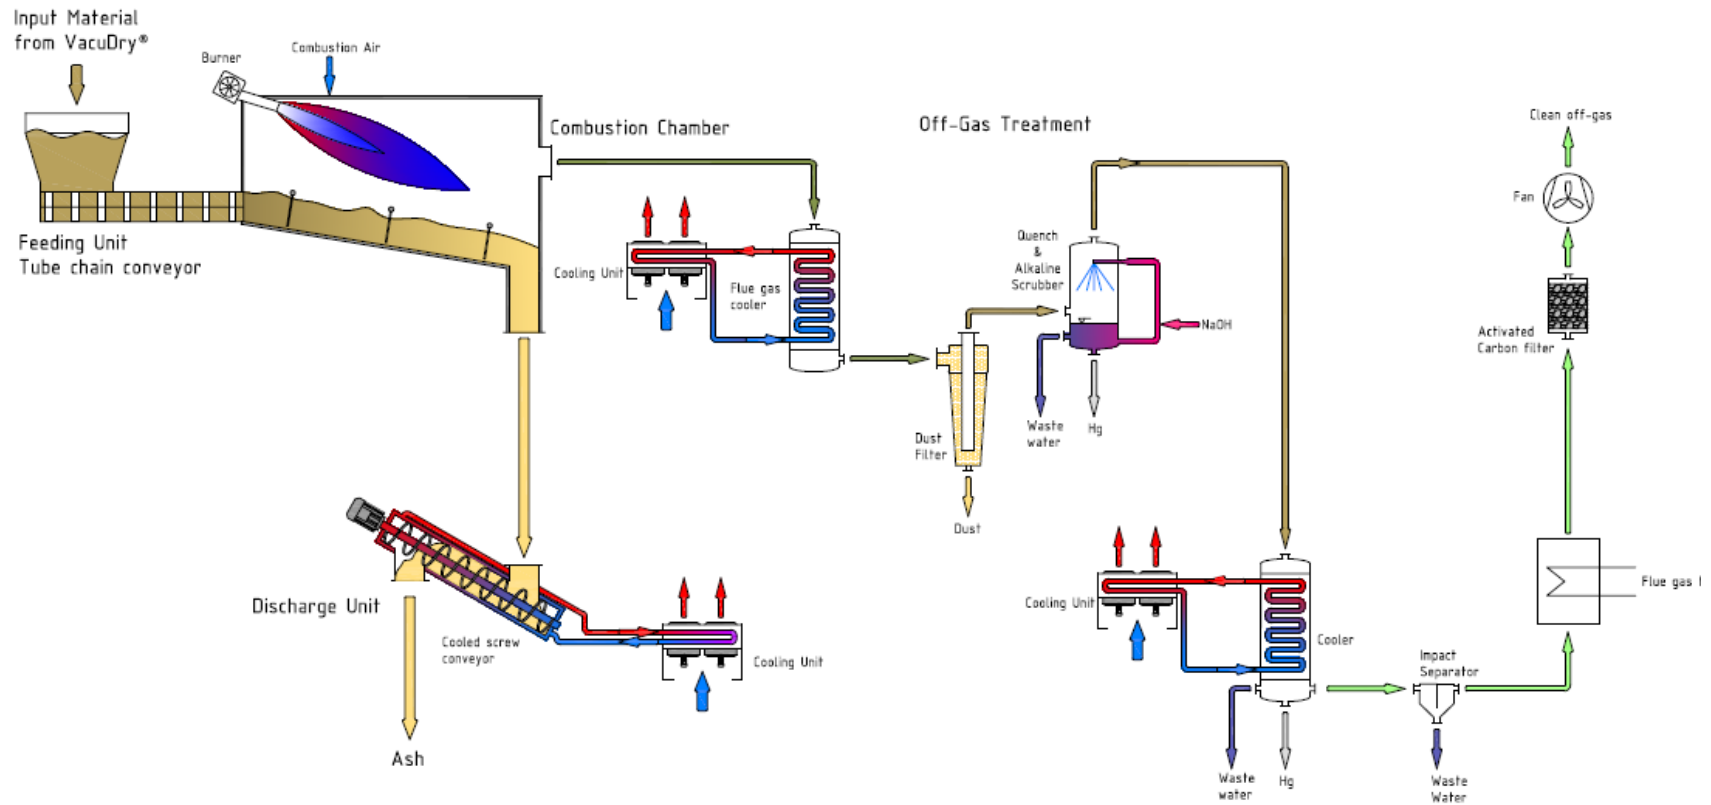 Input Material
from VacuDry®
Burner
Combustion Air
Combustion Chamber
Feeding Unit
Tube chain conveyor
Cooling Unit
Flue gas
cooler
Off-Gas Treatment
Quench
&
Alkaline
Scrubber
NaOH
Waste
water
Hg
Dust
Filter
Dust
Clean off-gas
Fan
Activated
Carbon filter
Flue gas
Discharge Unit
Cooled screw
conveyor
Cooling Unit
Ash
Cooling Unit
Cooler
Impact
Separator
Waste
water
Hg
Waste
Water